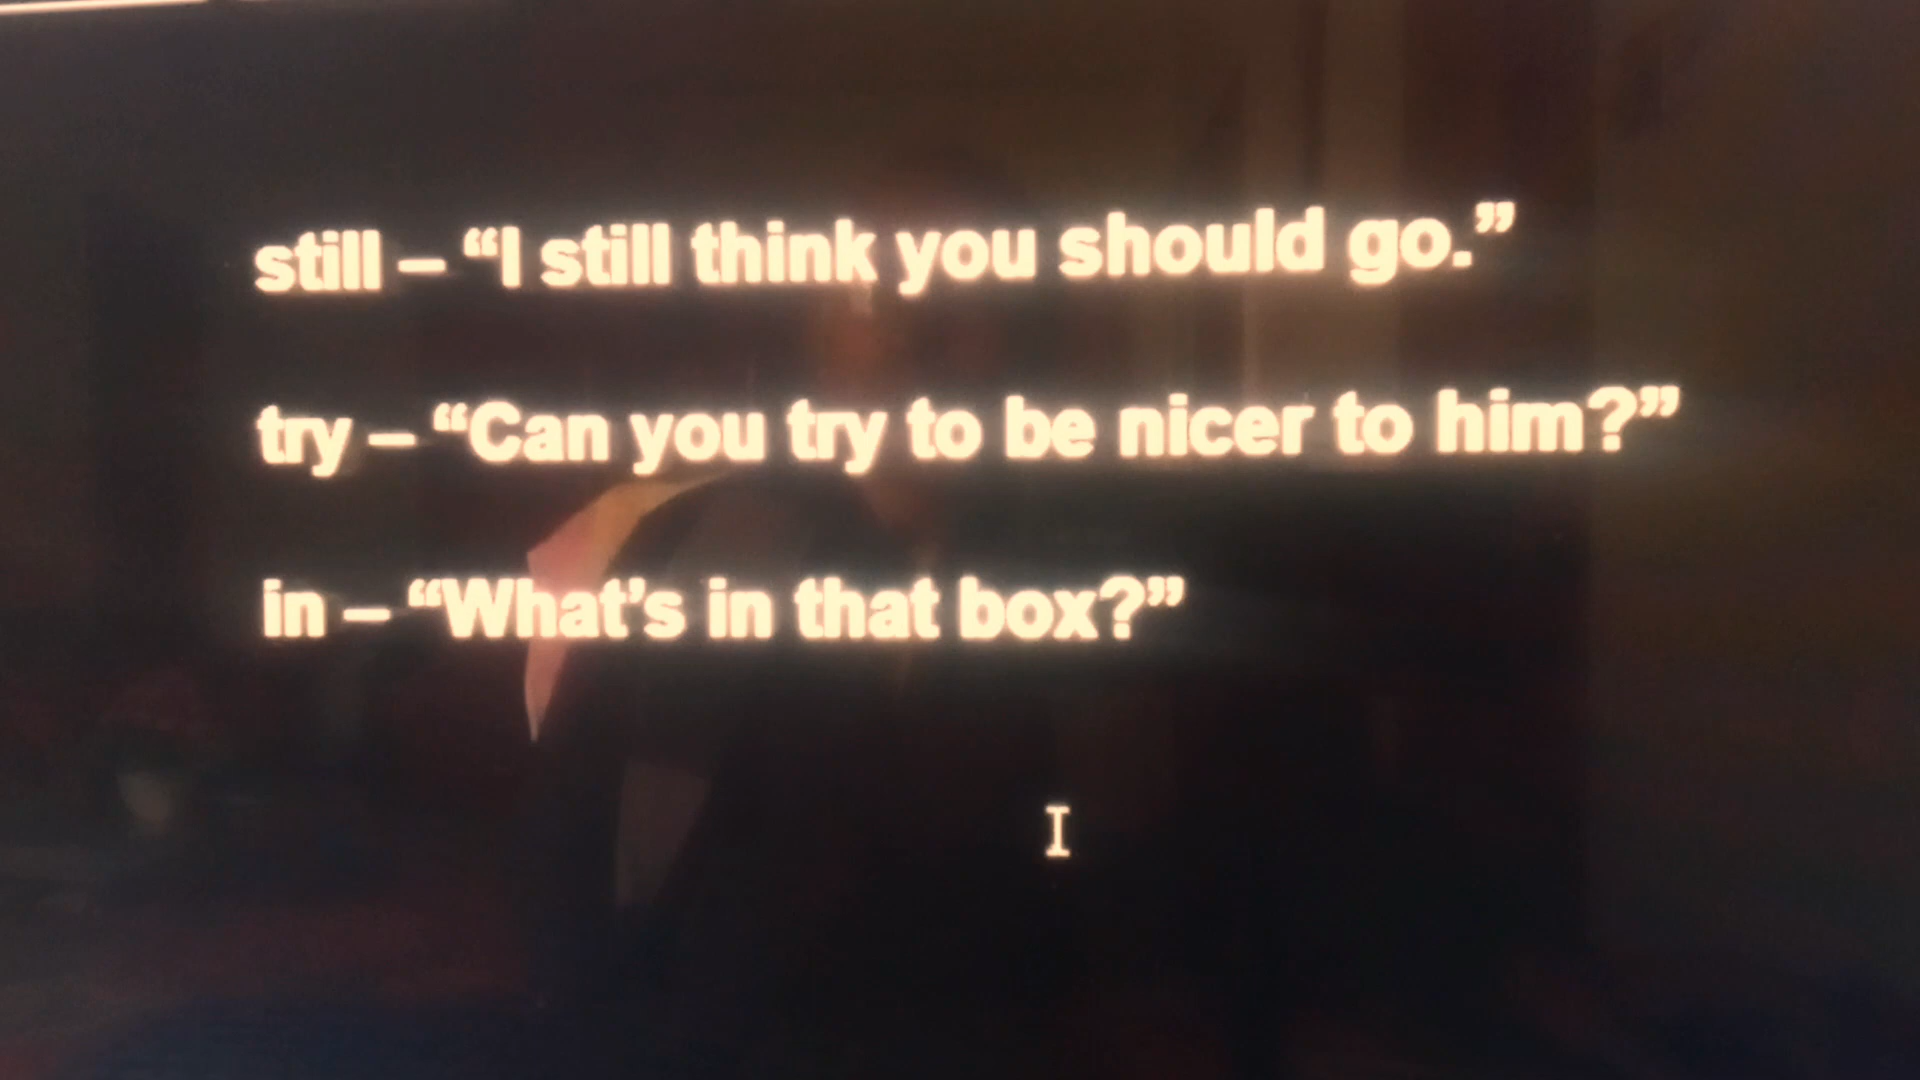 still – “I still think you should go.”
try – “Can you try to be nicer to him?”
in – “What’s in that box?”